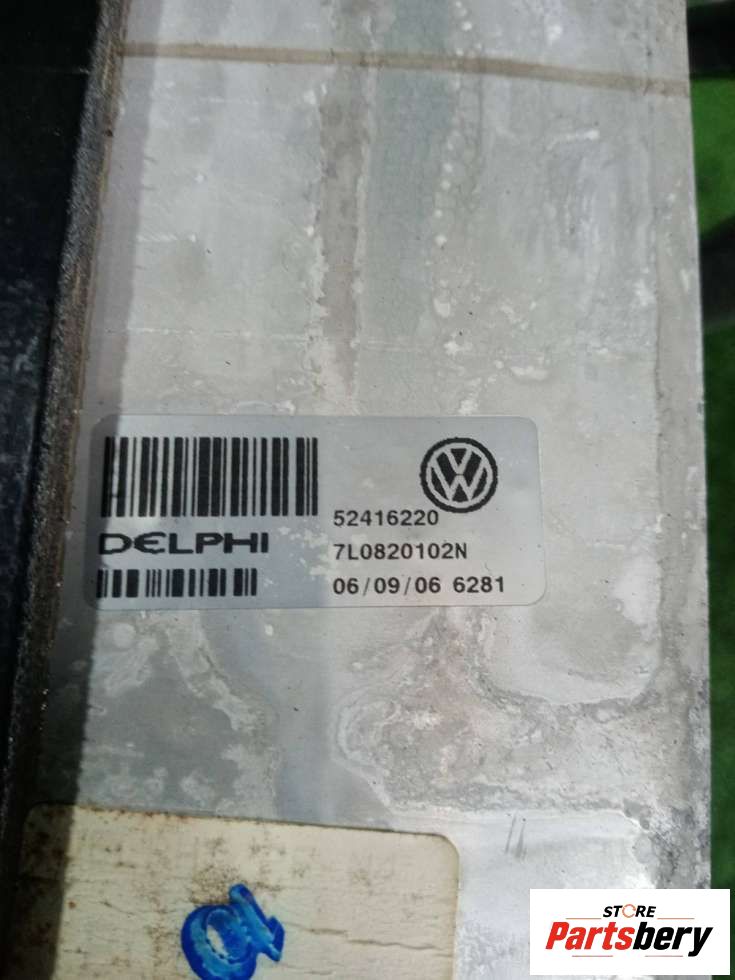 52416220
DELPHI
7L0820102N
06/09/06 6281
STORE
Partsbery